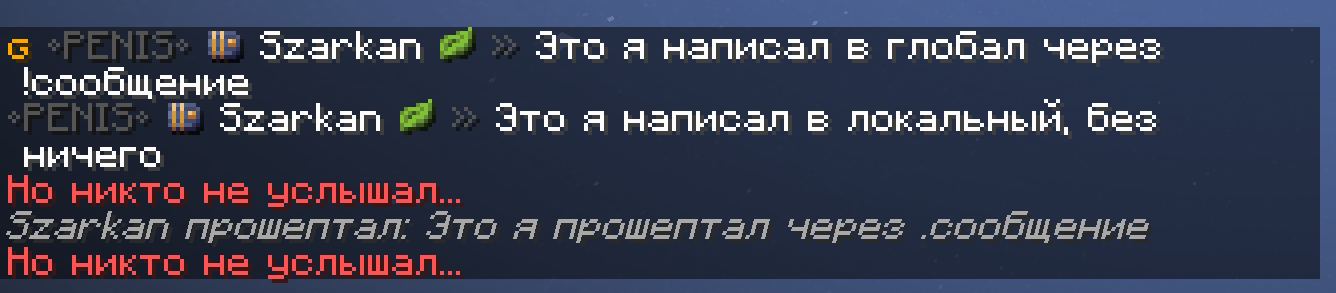 G •PENIS• Szarkan » Это я написал в глобал через
!сообщение
•PENIS• Szarkan » Это я написал в локальный, без
ничего
Но никто не услышал...
Szarkan прошептал: Это я прошептал через .сообщение
Но никто не услышал...